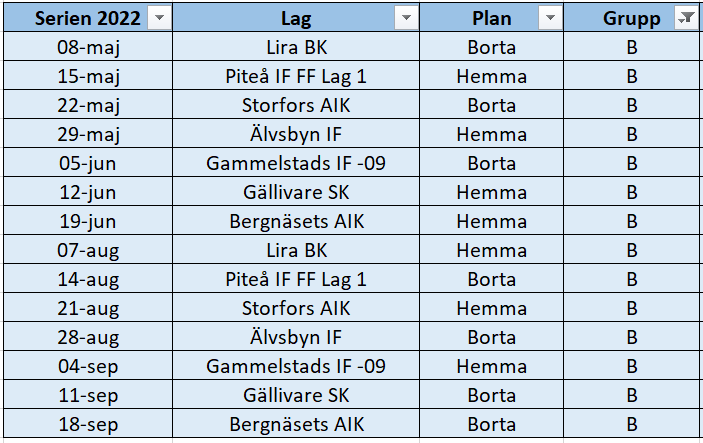 Serien 2022 Lag Plan Grupp
08-maj Lira BK Borta B
15-maj Piteå IF FF Lag 1 Hemma B
22-maj Storfors AIK Borta B
29-maj Älvsbyn IF Hemma B
05-jun Gammelstads IF -09 Borta B
12-jun Gällivare SK Hemma B
19-jun Bergnäsets AIK Hemma B
07-aug Lira BK Hemma B
14-aug Piteå IF FF Lag 1 Borta B
21-aug Storfors AIK Hemma B
28-aug Älvsbyn IF Borta B
04-sep Gammelstads IF -09 Hemma B
11-sep Gällivare SK Borta B
18-sep Bergnäsets AIK Borta B